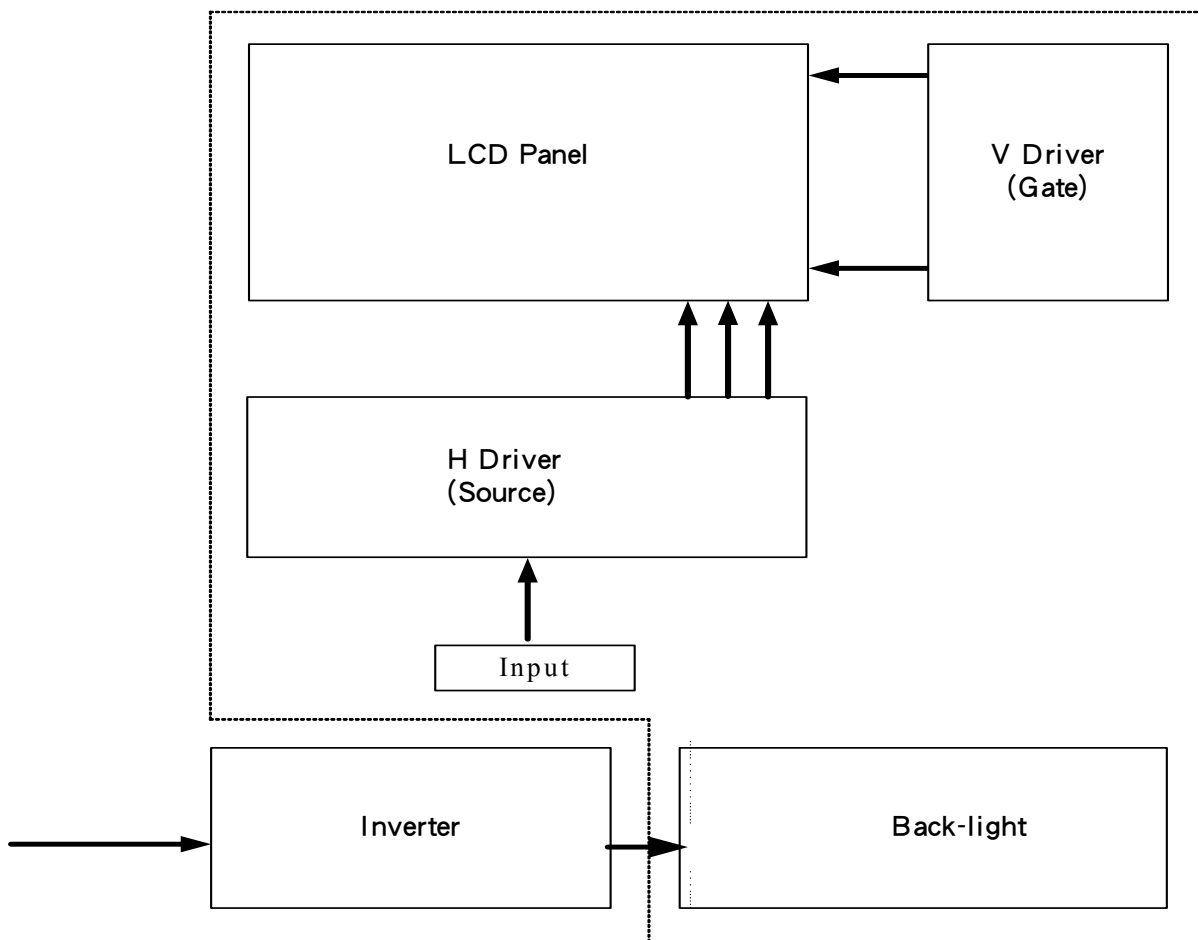 LCD Panel
V Driver
(Gate)
H Driver
(Source)
Input
Inverter
Back-light